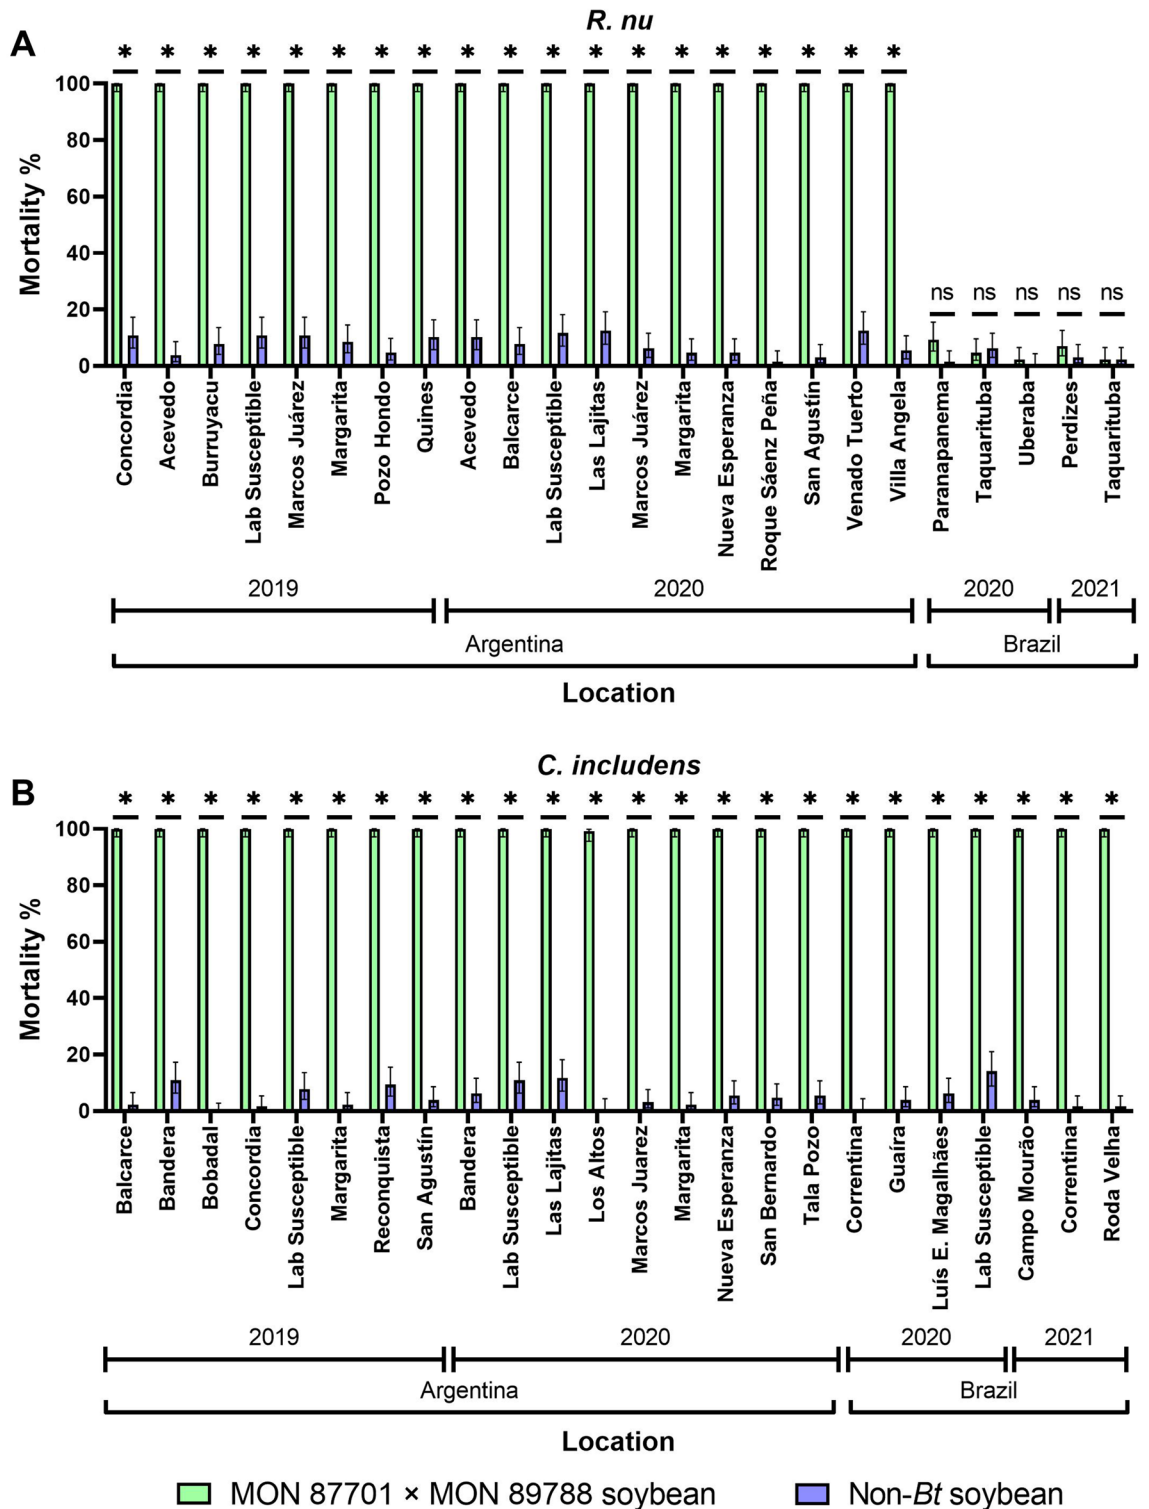 R. nu
A
* * * * * * * * * * * * * * * * * * *
100
80
60
40
20
0
Mortality %
ns ns ns ns ns
Concordia
Acevedo
Burruyacu
Lab Susceptible
Marcos Juárez
Margarita
Pozo Hondo
Quines
Acevedo
Balcarce
Lab Susceptible
Las Lajitas
Marcos Juárez
Margarita
Nueva Esperanza
Roque Sáenz Peña
San Agustín
Venado Tuerto
Villa Angela
Paranapanema
Taquarituba
Uberaba
Perdizes
Taquarituba
2019 2020 2020 2021
Argentina Brazil
Location
C. includens
B
* * * * * * * * * * * * * * * * * * * * * * * *
100
80
60
40
20
0
Mortality %
Balcarce
Bandera
Bobadal
Concordia
Lab Susceptible
Margarita
Reconquista
San Agustín
Bandera
Lab Susceptible
Las Lajitas
Los Altos
Marcos Juarez
Margarita
Nueva Esperanza
San Bernardo
Tala Pozo
Correntina
Guaíra
Luís E. Magalhães
Lab Susceptible
Campo Mourão
Correntina
Roda Velha
2019 2020 2020 2021
Argentina Brazil
Location
MON 87701 × MON 89788 soybean Non-Bt soybean